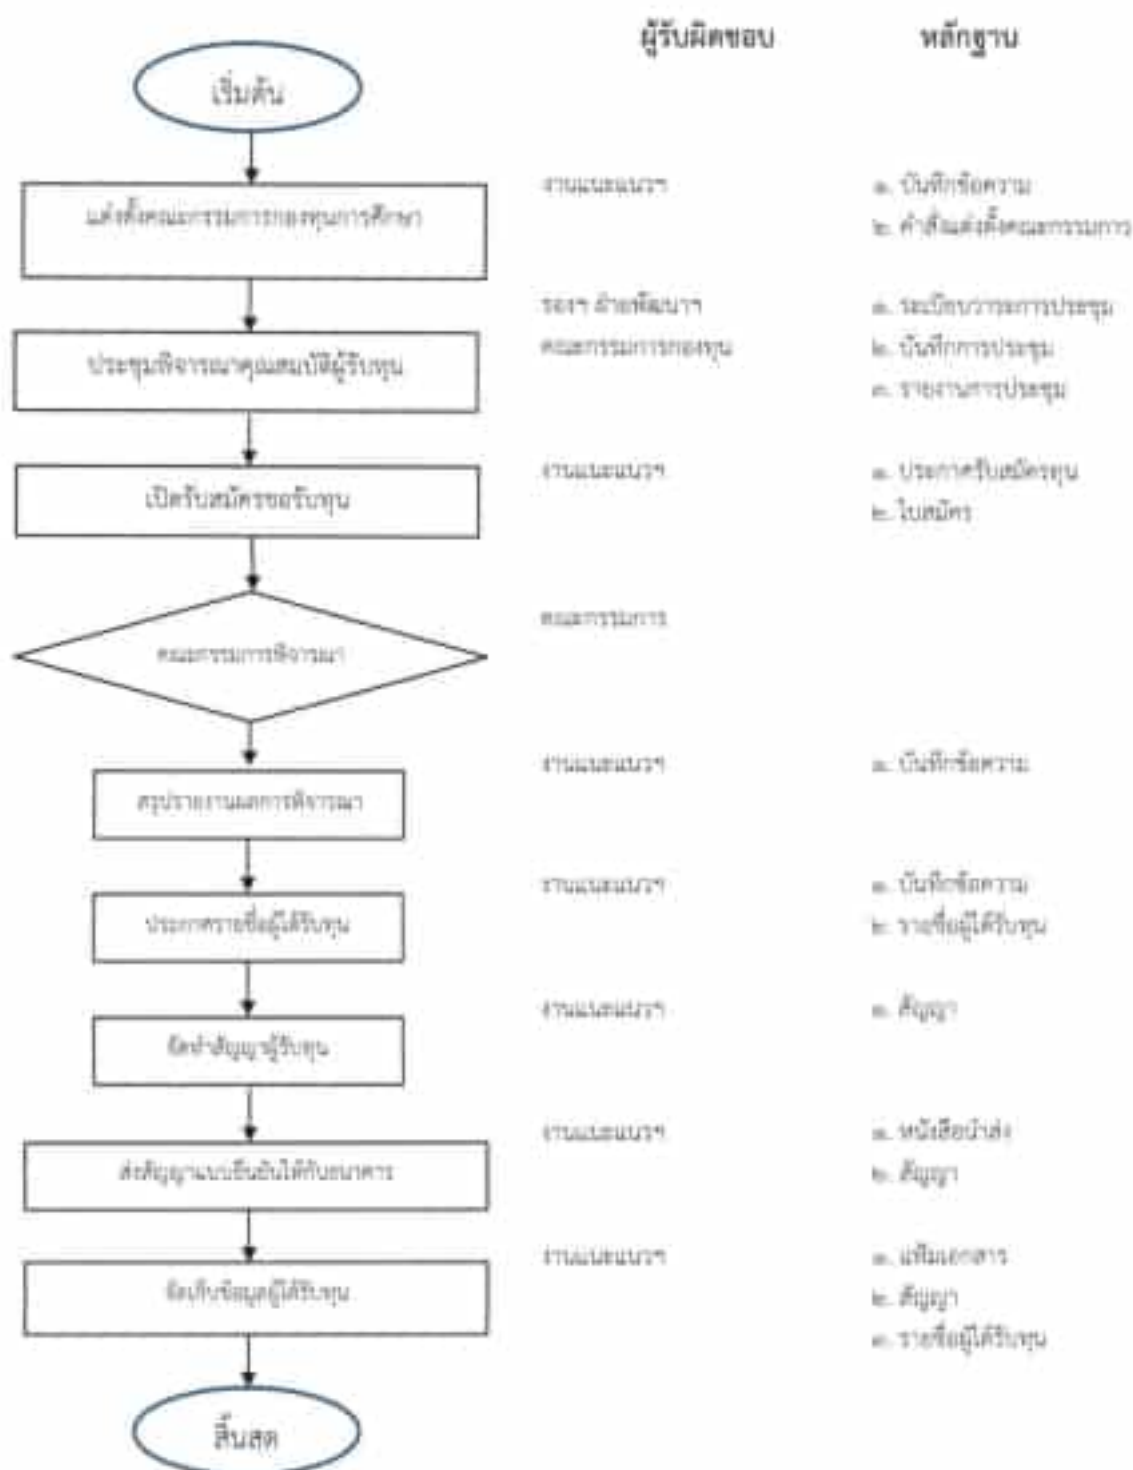 ผู้รับผิดชอบ หลักฐาน
เริ่มต้น
แต่งตั้งคณะกรรมการกองทุนการศึกษา
งานแนะแนวฯ
๑. บันทึกข้อความ
๒. คำสั่งแต่งตั้งคณะกรรมการ
ประชุมพิจารณาคุณสมบัติผู้รับทุน
รองฯ ฝ่ายพัฒนาฯ
คณะกรรมการกองทุน
๑. ระเบียบวาระการประชุม
๒. บันทึกการประชุม
๓. รายงานการประชุม
เปิดรับสมัครขอรับทุน
งานแนะแนวฯ
๑. ประกาศรับสมัครทุน
๒. ใบสมัคร
คณะกรรมการพิจารณา
คณะกรรมการ
สรุปรายงานผลการพิจารณา
งานแนะแนวฯ
๑. บันทึกข้อความ
ประกาศรายชื่อผู้ได้รับทุน
งานแนะแนวฯ
๑. บันทึกข้อความ
๒. รายชื่อผู้ได้รับทุน
จัดทำสัญญาผู้รับทุน
งานแนะแนวฯ
๑. สัญญา
ส่งสัญญาแบบยืนยันให้กับธนาคาร
งานแนะแนวฯ
๑. หนังสือนำส่ง
๒. สัญญา
จัดเก็บข้อมูลผู้ได้รับทุน
งานแนะแนวฯ
๑. แฟ้มเอกสาร
๒. สัญญา
๓. รายชื่อผู้ได้รับทุน
สิ้นสุด